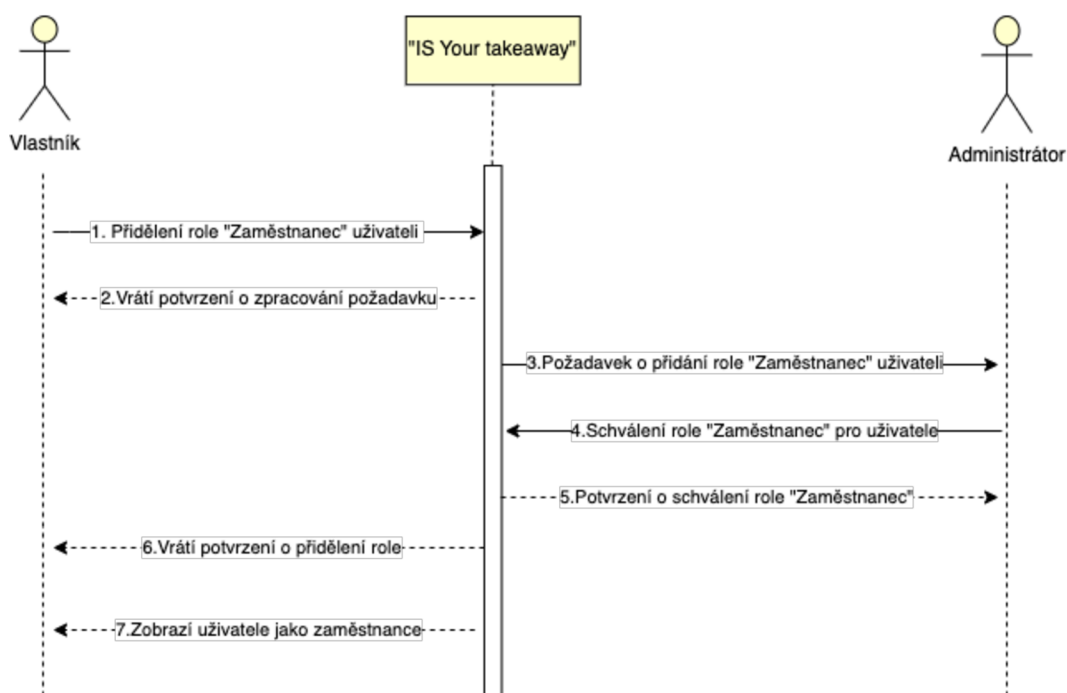 "IS Your takeaway"
Vlastník
Administrátor
1. Přidělení role "Zaměstnanec" uživateli
2.Vrátí potvrzení o zpracování požadavku
3.Požadavek o přidání role "Zaměstnanec" uživateli
4.Schválení role "Zaměstnanec" pro uživatele
5.Potvrzení o schválení role "Zaměstnanec"
6.Vrátí potvrzení o přidělení role
7.Zobrazí uživatele jako zaměstnance